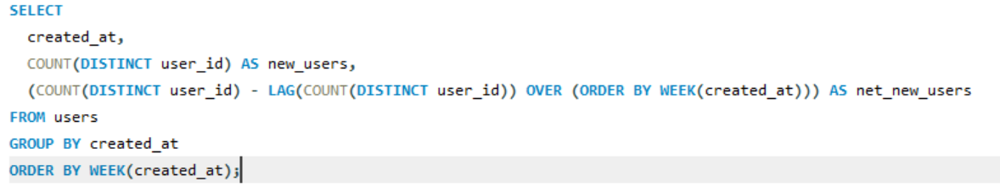 SELECT
created_at,
COUNT(DISTINCT user_id) AS new_users,
(COUNT(DISTINCT user_id) - LAG(COUNT(DISTINCT user_id)) OVER (ORDER BY WEEK(created_at))) AS net_new_users
FROM users
GROUP BY created_at
ORDER BY WEEK(created_at);